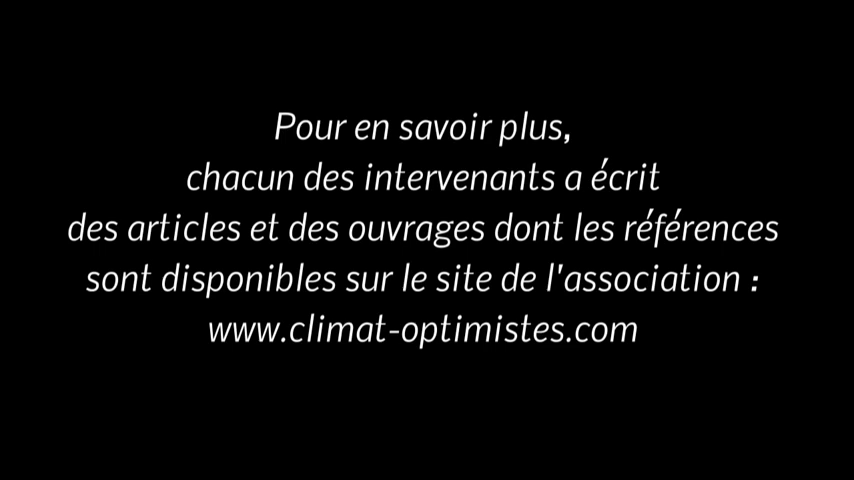 Pour en savoir plus,
chacun des intervenants a écrit
des articles et des ouvrages dont les références
sont disponibles sur le site de l'association :
www.climat-optimistes.com